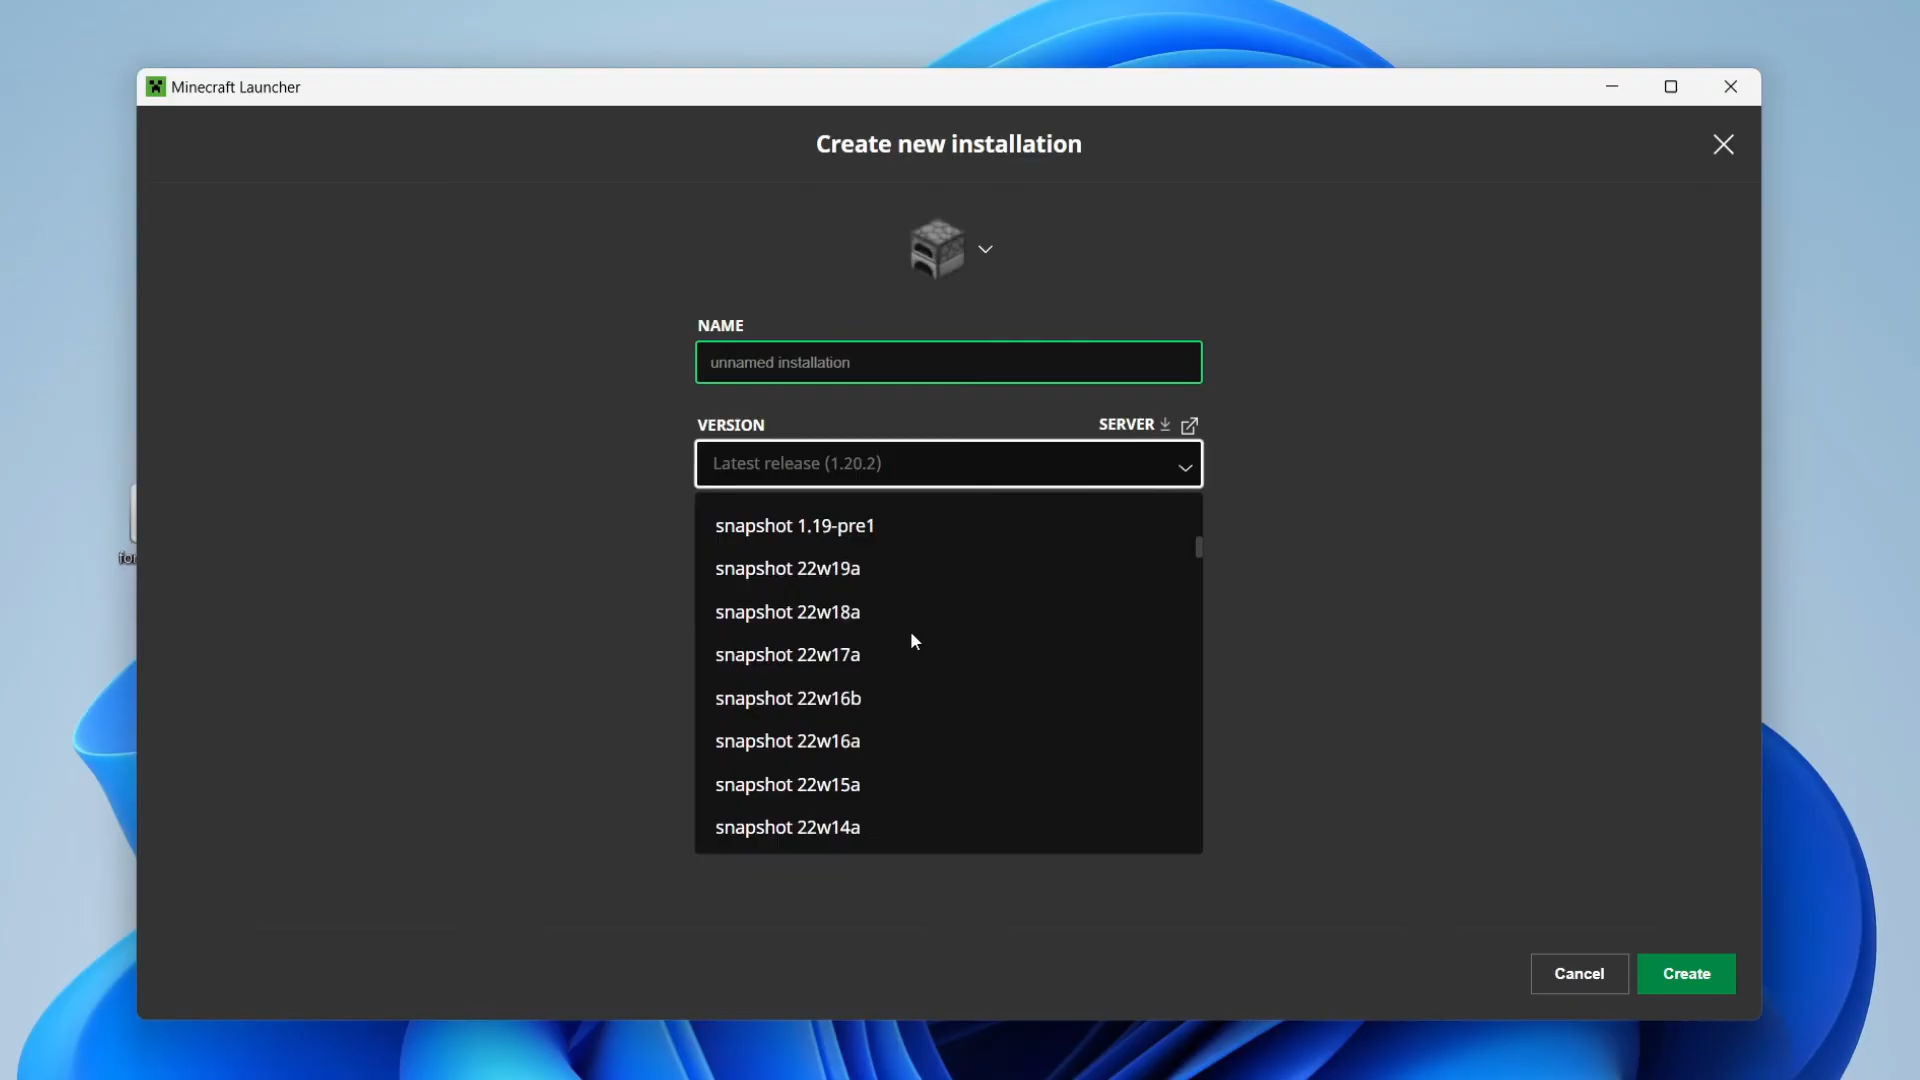 Minecraft Launcher
Create new installation
NAME
unnamed installation
VERSION
SERVER
Latest release (1.20.2)
snapshot 1.19-pre1
snapshot 22w19a
snapshot 22w18a
snapshot 22w17a
snapshot 22w16b
snapshot 22w16a
snapshot 22w15a
snapshot 22w14a
for
Cancel
Create